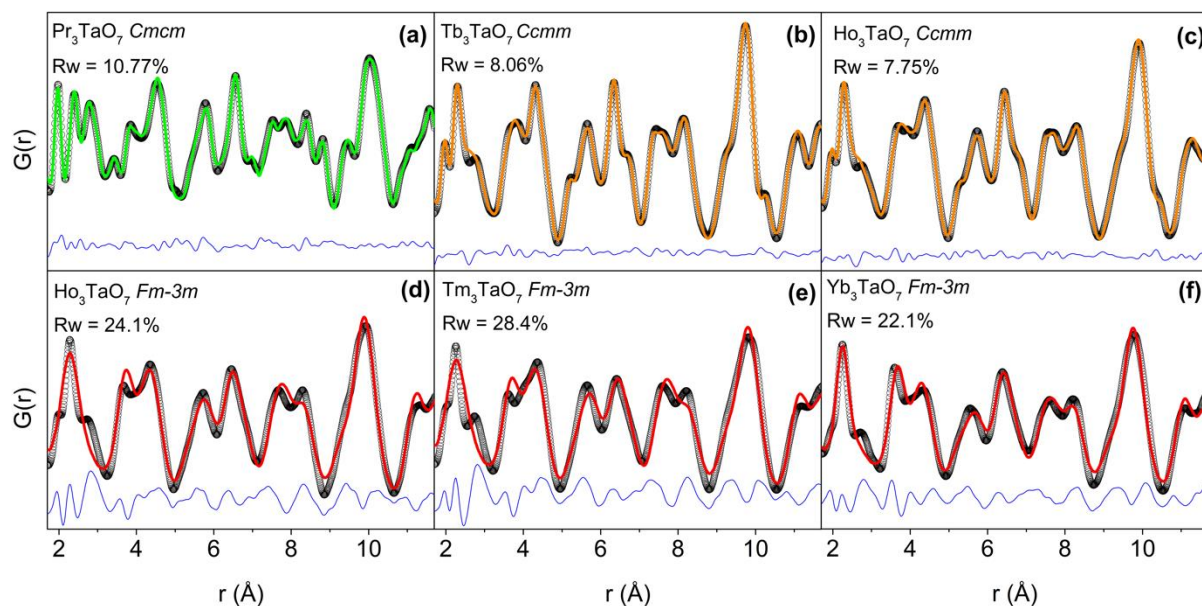 Pr₃TaO₇ Cmcm
(a)
Rw = 10.77%
Tb₃TaO₇ Ccmm
(b)
Rw = 8.06%
Ho₃TaO₇ Ccmm
(c)
Rw = 7.75%
G(r)
Ho₃TaO₇ Fm-3m
(d)
Rw = 24.1%
Tm₃TaO₇ Fm-3m
(e)
Rw = 28.4%
Yb₃TaO₇ Fm-3m
(f)
Rw = 22.1%
G(r)
2 4 6 8 10
2 4 6 8 10
2 4 6 8 10
r (Å)
r (Å)
r (Å)